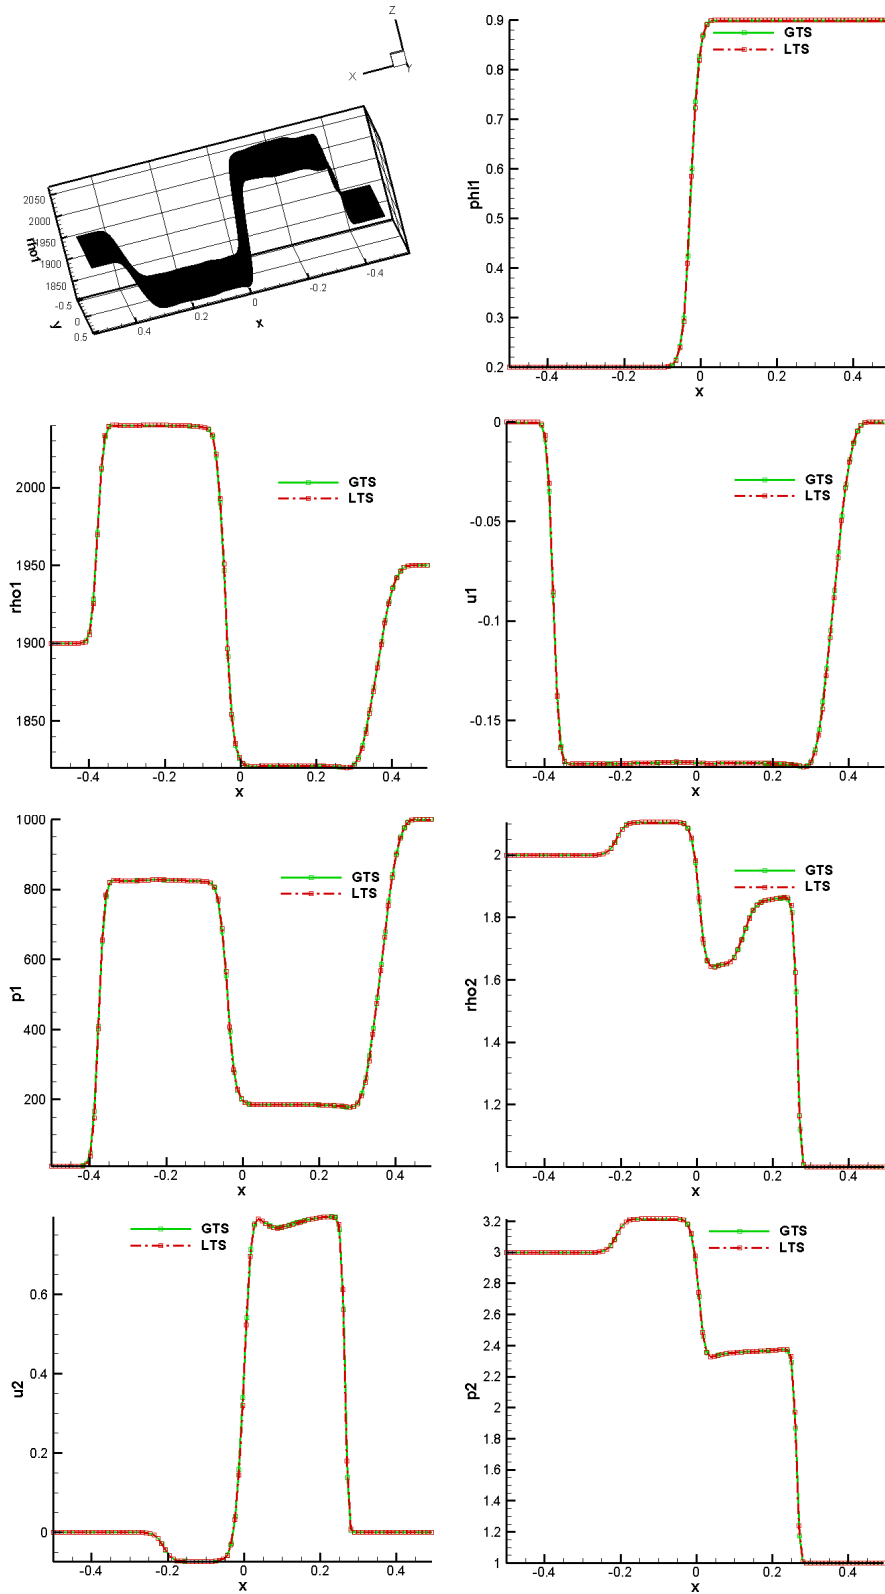 Z
X
Y
2050
2000
1950
1900
1850
rho1
-0.5
0
0.5
y
0.4
0.2
0
-0.2
-0.4
x
0.9
0.8
0.7
0.6
0.5
0.4
0.3
0.2
phi1
GTS
LTS
-0.4
-0.2
0
0.2
0.4
x
2000
1950
1900
1850
rho1
GTS
LTS
-0.4
-0.2
0
0.2
0.4
x
0
-0.05
-0.1
-0.15
u1
GTS
LTS
-0.4
-0.2
0
0.2
0.4
x
1000
800
600
400
200
p1
GTS
LTS
-0.4
-0.2
0
0.2
0.4
x
2
1.8
1.6
1.4
1.2
1
rho2
GTS
LTS
-0.4
-0.2
0
0.2
0.4
x
0.6
0.4
0.2
0
u2
GTS
LTS
-0.4
-0.2
0
0.2
0.4
x
3.2
3
2.8
2.6
2.4
2.2
2
1.8
1.6
1.4
1.2
1
p2
GTS
LTS
-0.4
-0.2
0
0.2
0.4
x